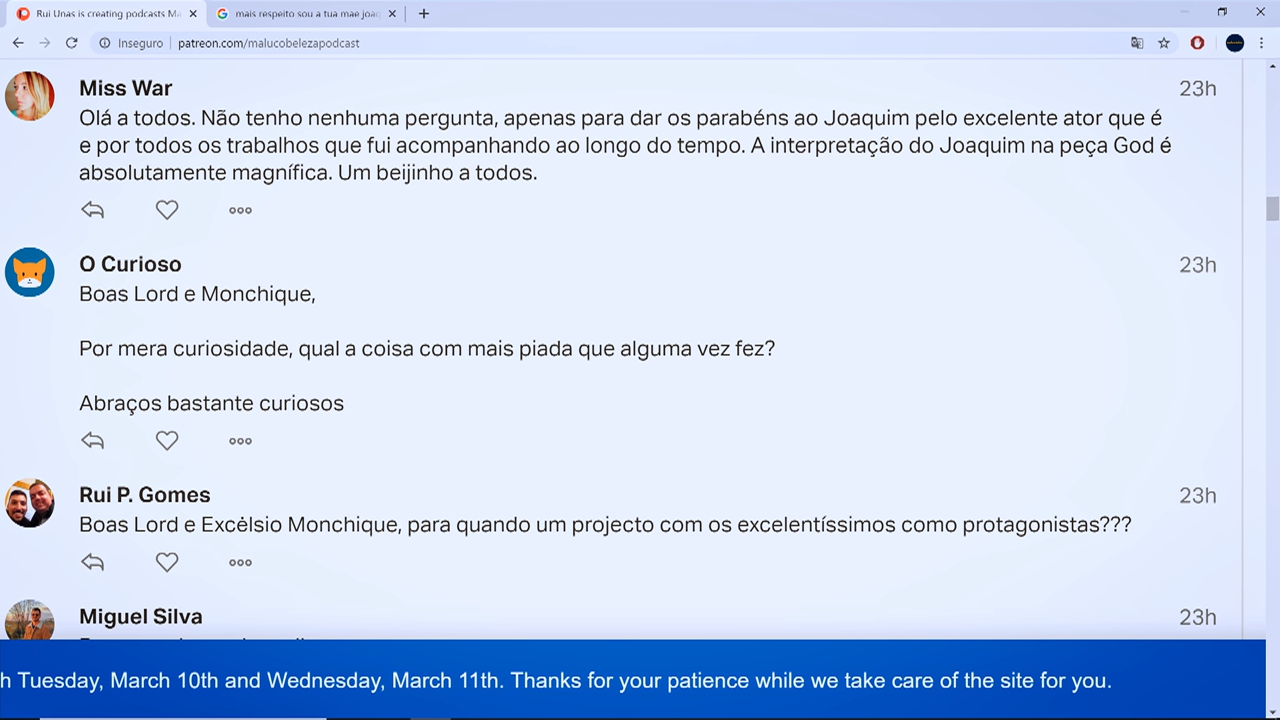 Rui Unas is creating podcasts Ma
mais respeito sou a tua mae joaq
Inseguro
patreon.com/malucobelezapodcast
Miss War
23h
Olá a todos. Não tenho nenhuma pergunta, apenas para dar os parabéns ao Joaquim pelo excelente ator que é
e por todos os trabalhos que fui acompanhando ao longo do tempo. A interpretação do Joaquim na peça God é
absolutamente magnífica. Um beijinho a todos.
O Curioso
23h
Boas Lord e Monchique,
Por mera curiosidade, qual a coisa com mais piada que alguma vez fez?
Abraços bastante curiosos
Rui P. Gomes
23h
Boas Lord e Excélsio Monchique, para quando um projecto com os excelentíssimos como protagonistas???
Miguel Silva
23h
h Tuesday, March 10th and Wednesday, March 11th. Thanks for your patience while we take care of the site for you.